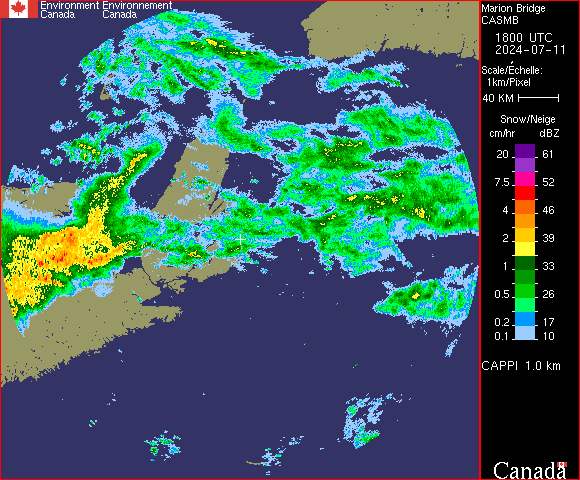 Environment Environnement
Canada Canada
Marion Bridge
CASMB
1800 UTC
2024-07-11
Scale/Echelle:
1km/Pixel
40 KM
Snow/Neige
cm/hr dBZ
20 61
7.5 52
4 46
2 39
1 33
0.5 26
0.2 17
0.1 10
CAPPI 1.0 km
Canada